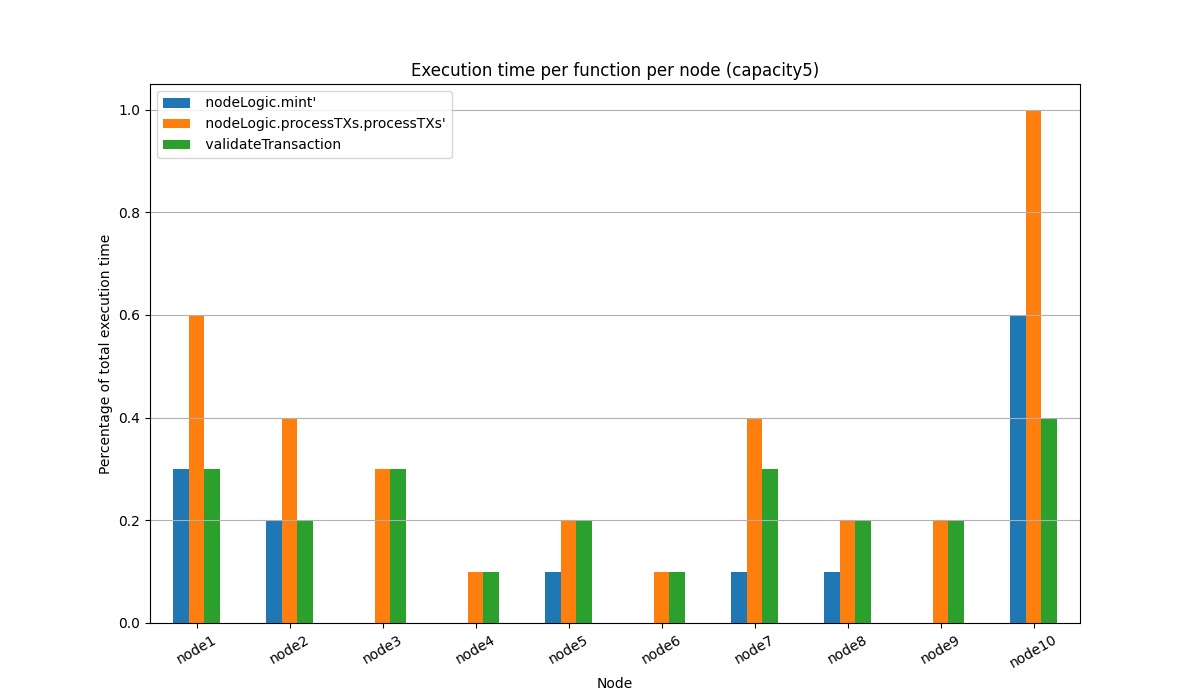 Execution time per function per node (capacity5)
nodeLogic.mint'
nodeLogic.processTXs.processTXs'
validateTransaction
Percentage of total execution time
1.0
0.8
0.6
0.4
0.2
0.0
node1 node2 node3 node4 node5 node6 node7 node8 node9 node10
Node